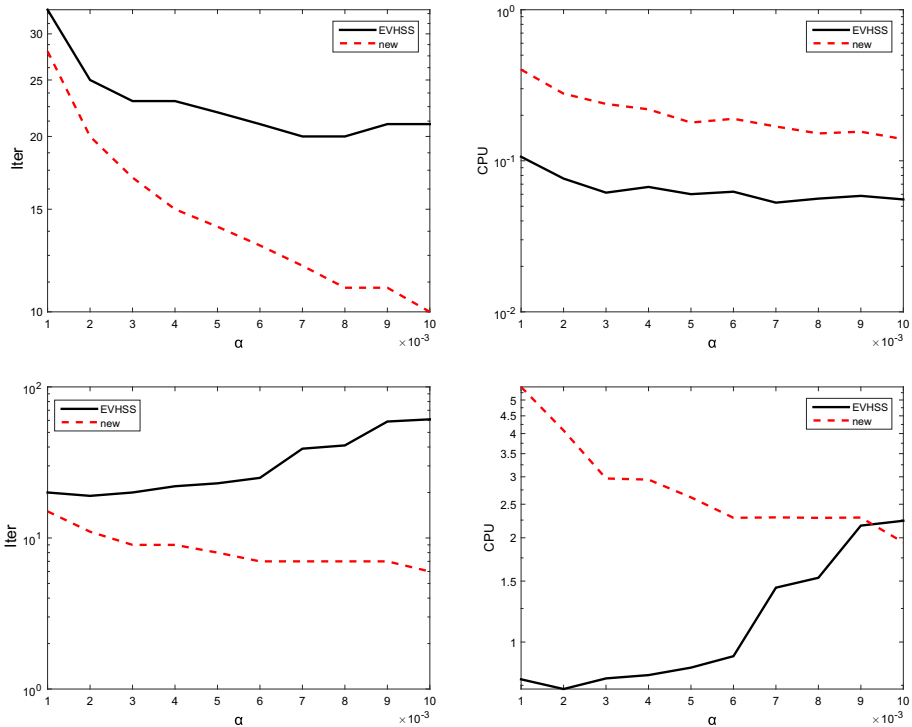 EVHSS
new
30
25
20
15
10
Iter
1 2 3 4 5 6 7 8 9 10
α
×10⁻³
EVHSS
new
10⁰
10⁻¹
10⁻²
CPU
1 2 3 4 5 6 7 8 9 10
α
×10⁻³
EVHSS
new
10²
10¹
10⁰
Iter
1 2 3 4 5 6 7 8 9 10
α
×10⁻³
EVHSS
new
5
4.5
4
3.5
3
2.5
2
1.5
1
CPU
1 2 3 4 5 6 7 8 9 10
α
×10⁻³